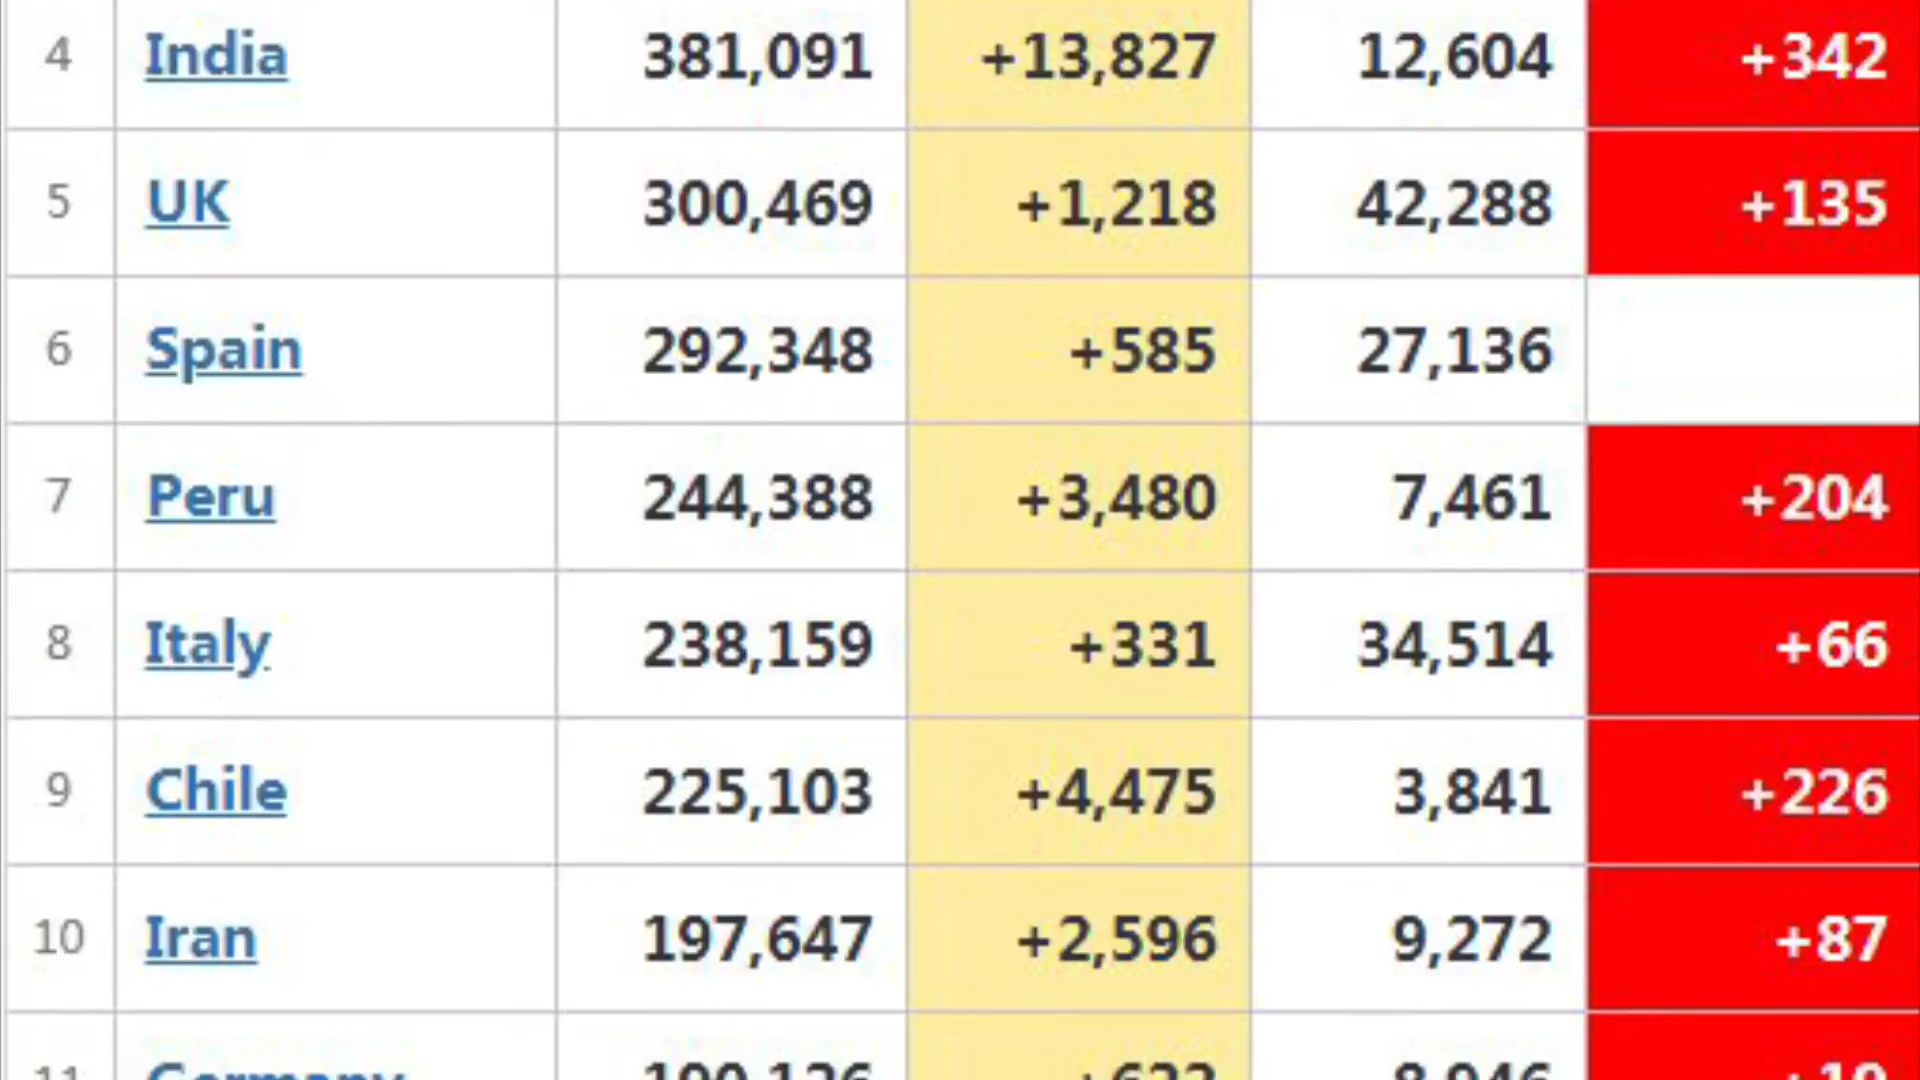 4 India 381,091 +13,827 12,604 +342
5 UK 300,469 +1,218 42,288 +135
6 Spain 292,348 +585 27,136
7 Peru 244,388 +3,480 7,461 +204
8 Italy 238,159 +331 34,514 +66
9 Chile 225,103 +4,475 3,841 +226
10 Iran 197,647 +2,596 9,272 +87
11 Germany